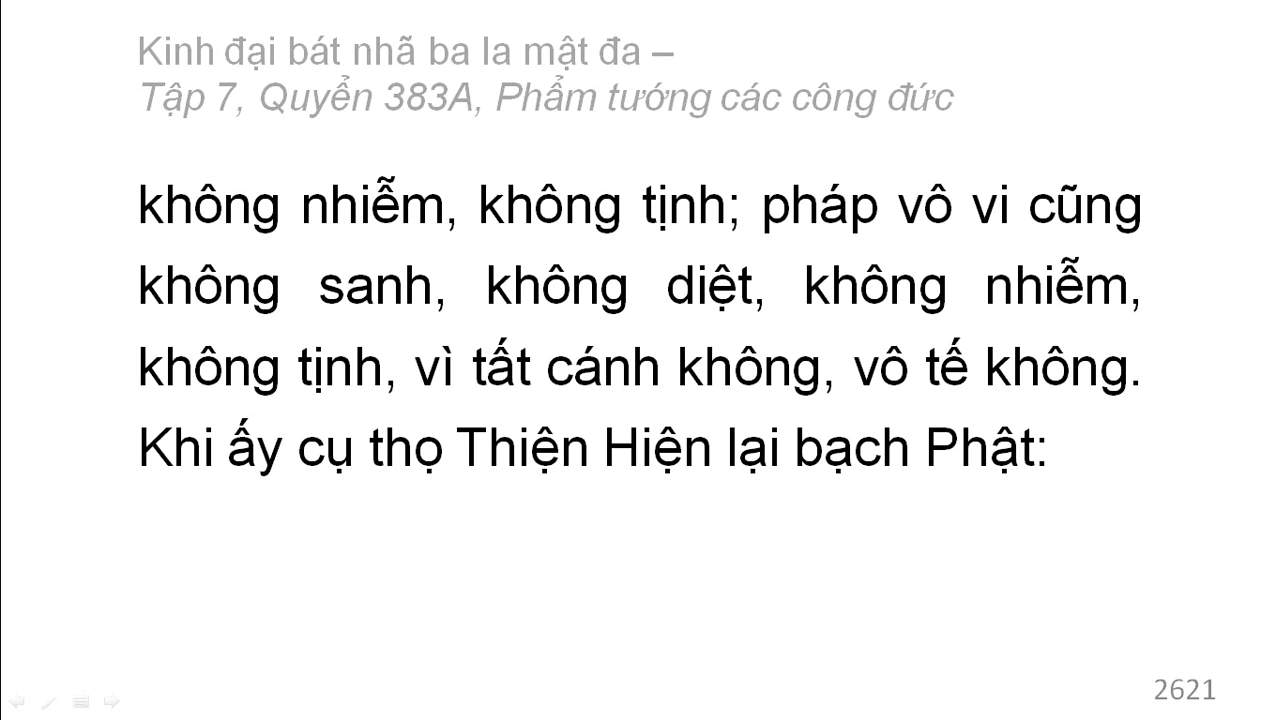 Kinh đại bát nhã ba la mật đa –
Tập 7, Quyển 383A, Phẩm tướng các công đức
không nhiễm, không tịnh; pháp vô vi cũng
không sanh, không diệt, không nhiễm,
không tịnh, vì tất cánh không, vô tế không.
Khi ấy cụ thọ Thiện Hiện lại bạch Phật:
2621